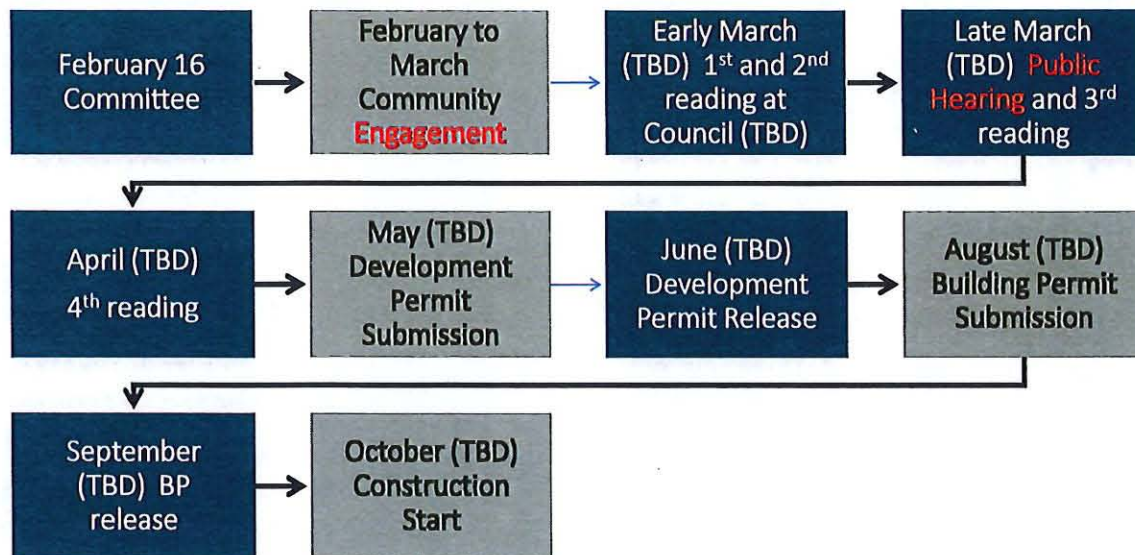 February 16
Committee
February to
March
Community
Engagement
Early March
(TBD) 1st and 2nd
reading at
Council (TBD)
Late March
(TBD) Public
Hearing and 3rd
reading
April (TBD)
4th reading
May (TBD)
Development
Permit
Submission
June (TBD)
Development
Permit Release
August (TBD)
Building Permit
Submission
September
(TBD) BP
release
October (TBD)
Construction
Start